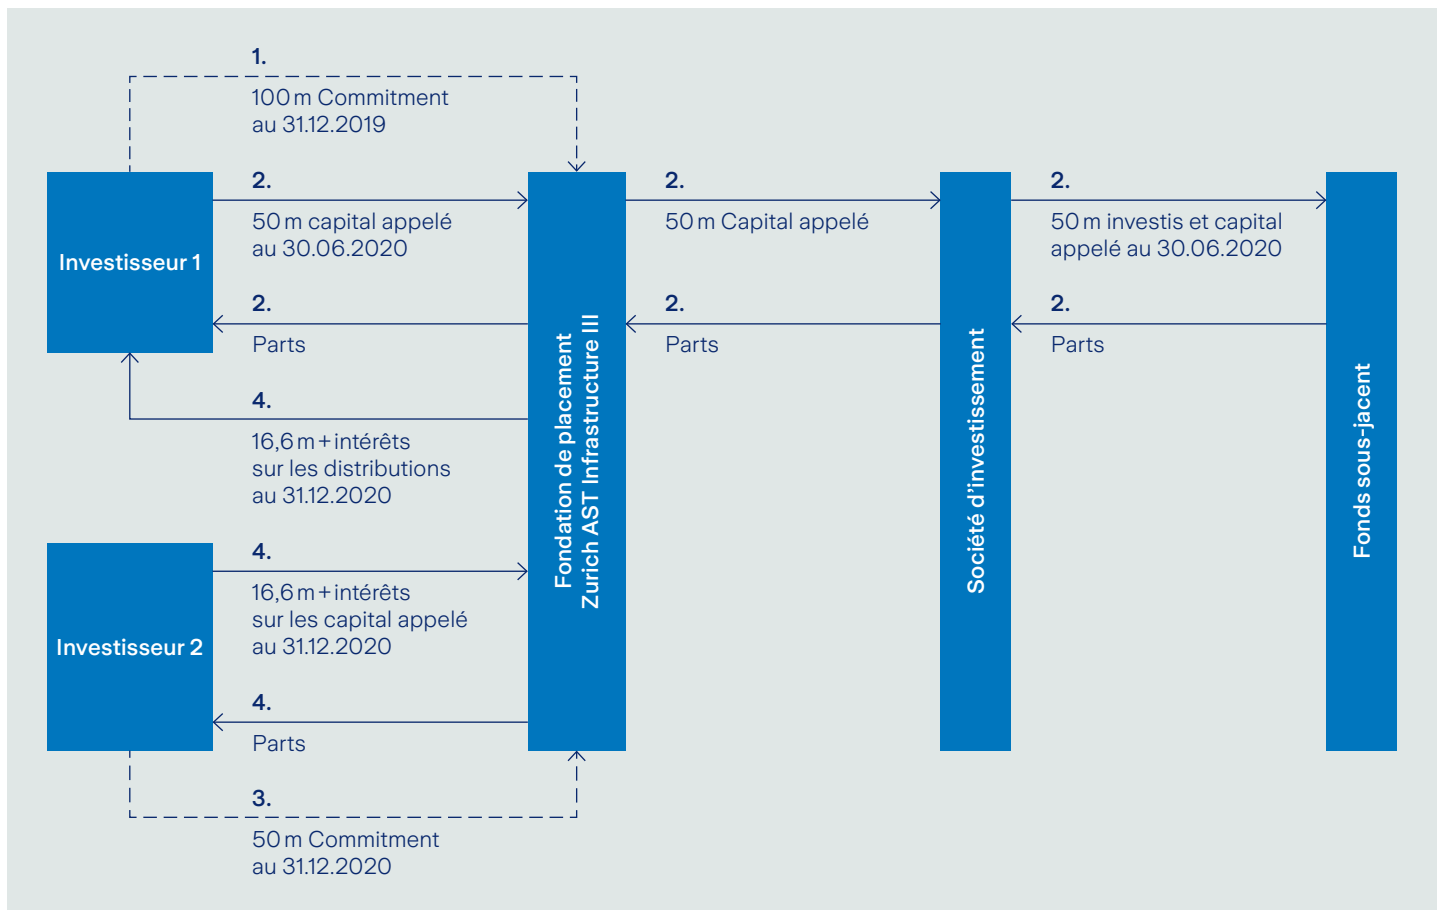 1.
100 m Commitment
au 31.12.2019
Investisseur 1
2.
50 m capital appelé
au 30.06.2020
2.
Parts
4.
16,6 m + intérêts
sur les distributions
au 31.12.2020
Investisseur 2
4.
16,6 m + intérêts
sur les capital appelé
au 31.12.2020
4.
Parts
3.
50 m Commitment
au 31.12.2020
Fondation de placement
Zurich AST Infrastructure III
2.
50 m Capital appelé
2.
Parts
Société d'investissement
2.
50 m investis et capital
appelé au 30.06.2020
2.
Parts
Fonds sous-jacent